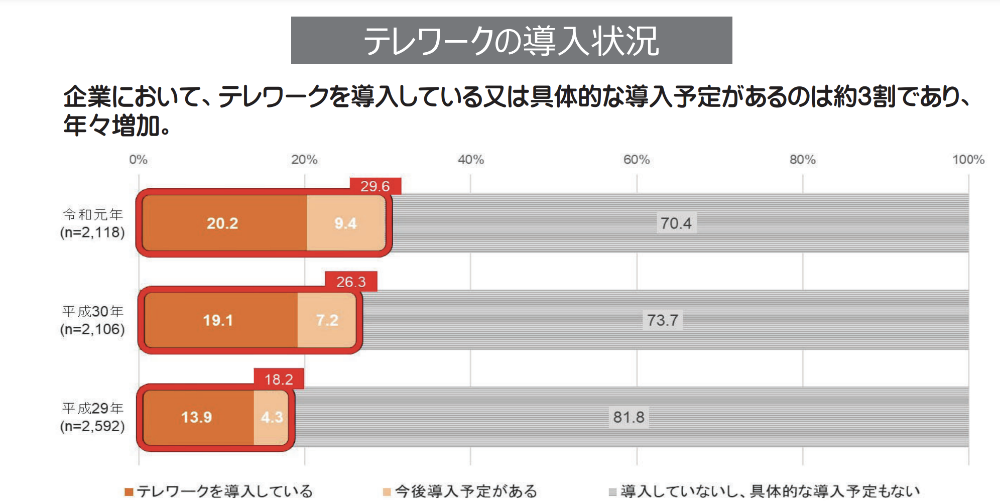 テレワークの導入状況
企業において、テレワークを導入している又は具体的な導入予定があるのは約3割であり、
年々増加。
0% 20% 40% 60% 80% 100%
29.6
令和元年
(n=2,118)
20.2 9.4 70.4
26.3
平成30年
(n=2,106)
19.1 7.2 73.7
18.2
平成29年
(n=2,592)
13.9 4.3 81.8
テレワークを導入している 今後導入予定がある 導入していないし、具体的な導入予定もない